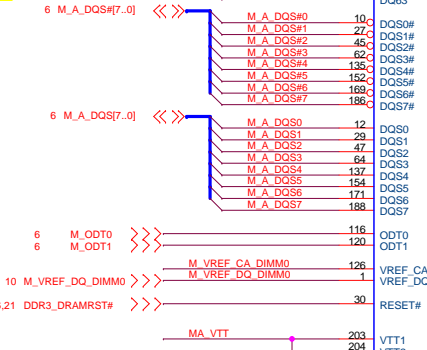 DQ63
6 M_A_DQS#[7..0]
M_A_DQS#0 10 DQS0#
M_A_DQS#1 27 DQS1#
M_A_DQS#2 45 DQS2#
M_A_DQS#3 62 DQS3#
M_A_DQS#4 135 DQS4#
M_A_DQS#5 152 DQS5#
M_A_DQS#6 169 DQS6#
M_A_DQS#7 186 DQS7#
6 M_A_DQS[7..0]
M_A_DQS0 12 DQS0
M_A_DQS1 29 DQS1
M_A_DQS2 47 DQS2
M_A_DQS3 64 DQS3
M_A_DQS4 137 DQS4
M_A_DQS5 154 DQS5
M_A_DQS6 171 DQS6
M_A_DQS7 188 DQS7
6 M_ODT0 116 ODT0
6 M_ODT1 120 ODT1
M_VREF_CA_DIMM0 126 VREF_CA
10 M_VREF_DQ_DIMM0 M_VREF_DQ_DIMM0 1 VREF_DQ
,21 DDR3_DRAMRST# 30 RESET#
MA_VTT 203 VTT1
204